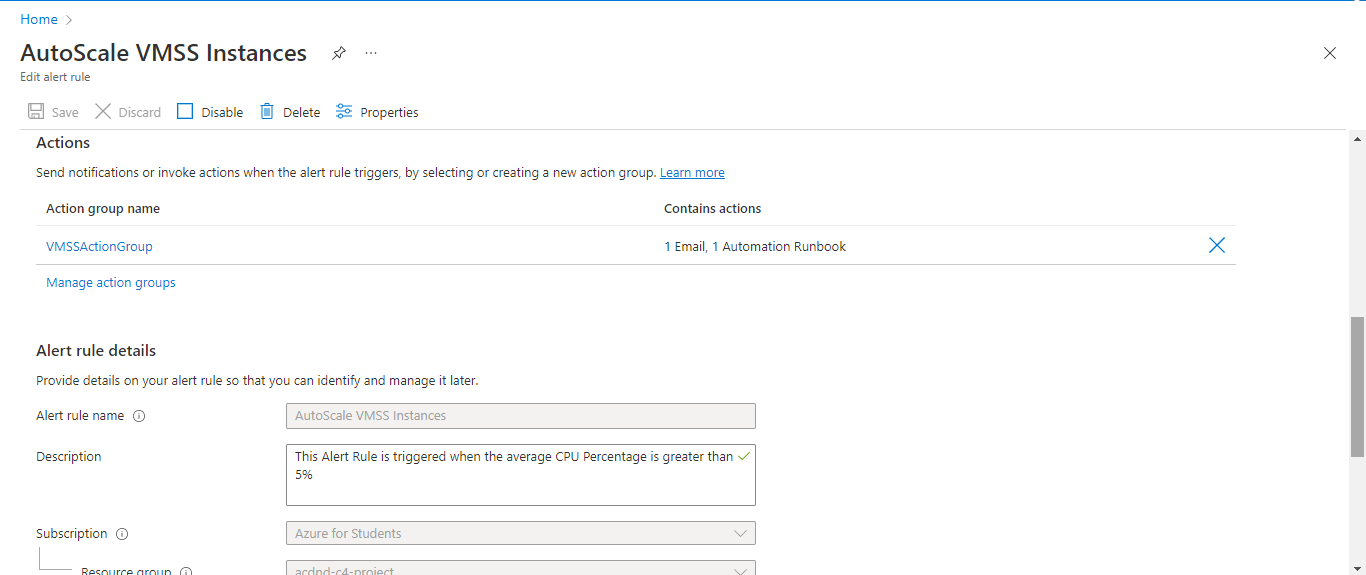 Home
AutoScale VMSS Instances
Edit alert rule
Save Discard Disable Delete Properties
Actions
Send notifications or invoke actions when the alert rule triggers, by selecting or creating a new action group. Learn more
Action group name Contains actions
VMSSActionGroup 1 Email, 1 Automation Runbook
Manage action groups
Alert rule details
Provide details on your alert rule so that you can identify and manage it later.
Alert rule name AutoScale VMSS Instances
Description This Alert Rule is triggered when the average CPU Percentage is greater than
5%
Subscription Azure for Students
Resource group acdnd-c4-project